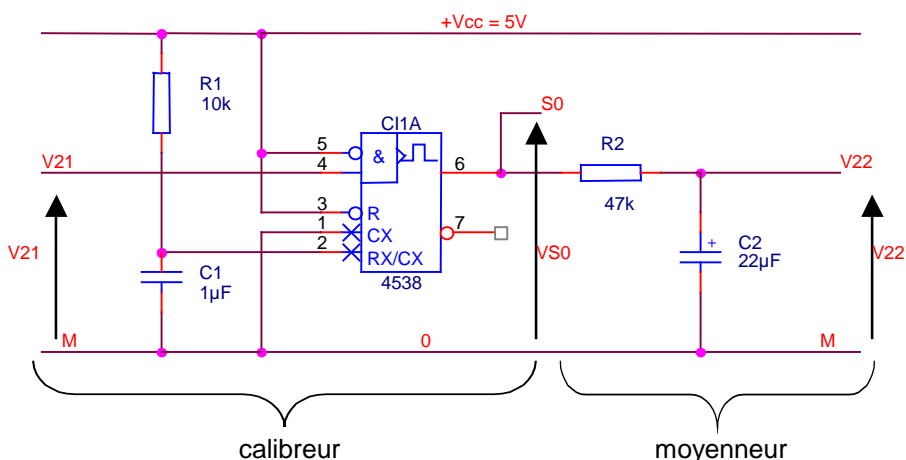 +Vcc = 5V
R1
10k
CI1A
S0
5
4
&
6
R2
V21
V22
47k
3
R
1
CX
7
2
RX/CX
4538
V21
C1
1µF
VS0
+
C2
22µF
V22
M
0
M
calibreur
moyenneur